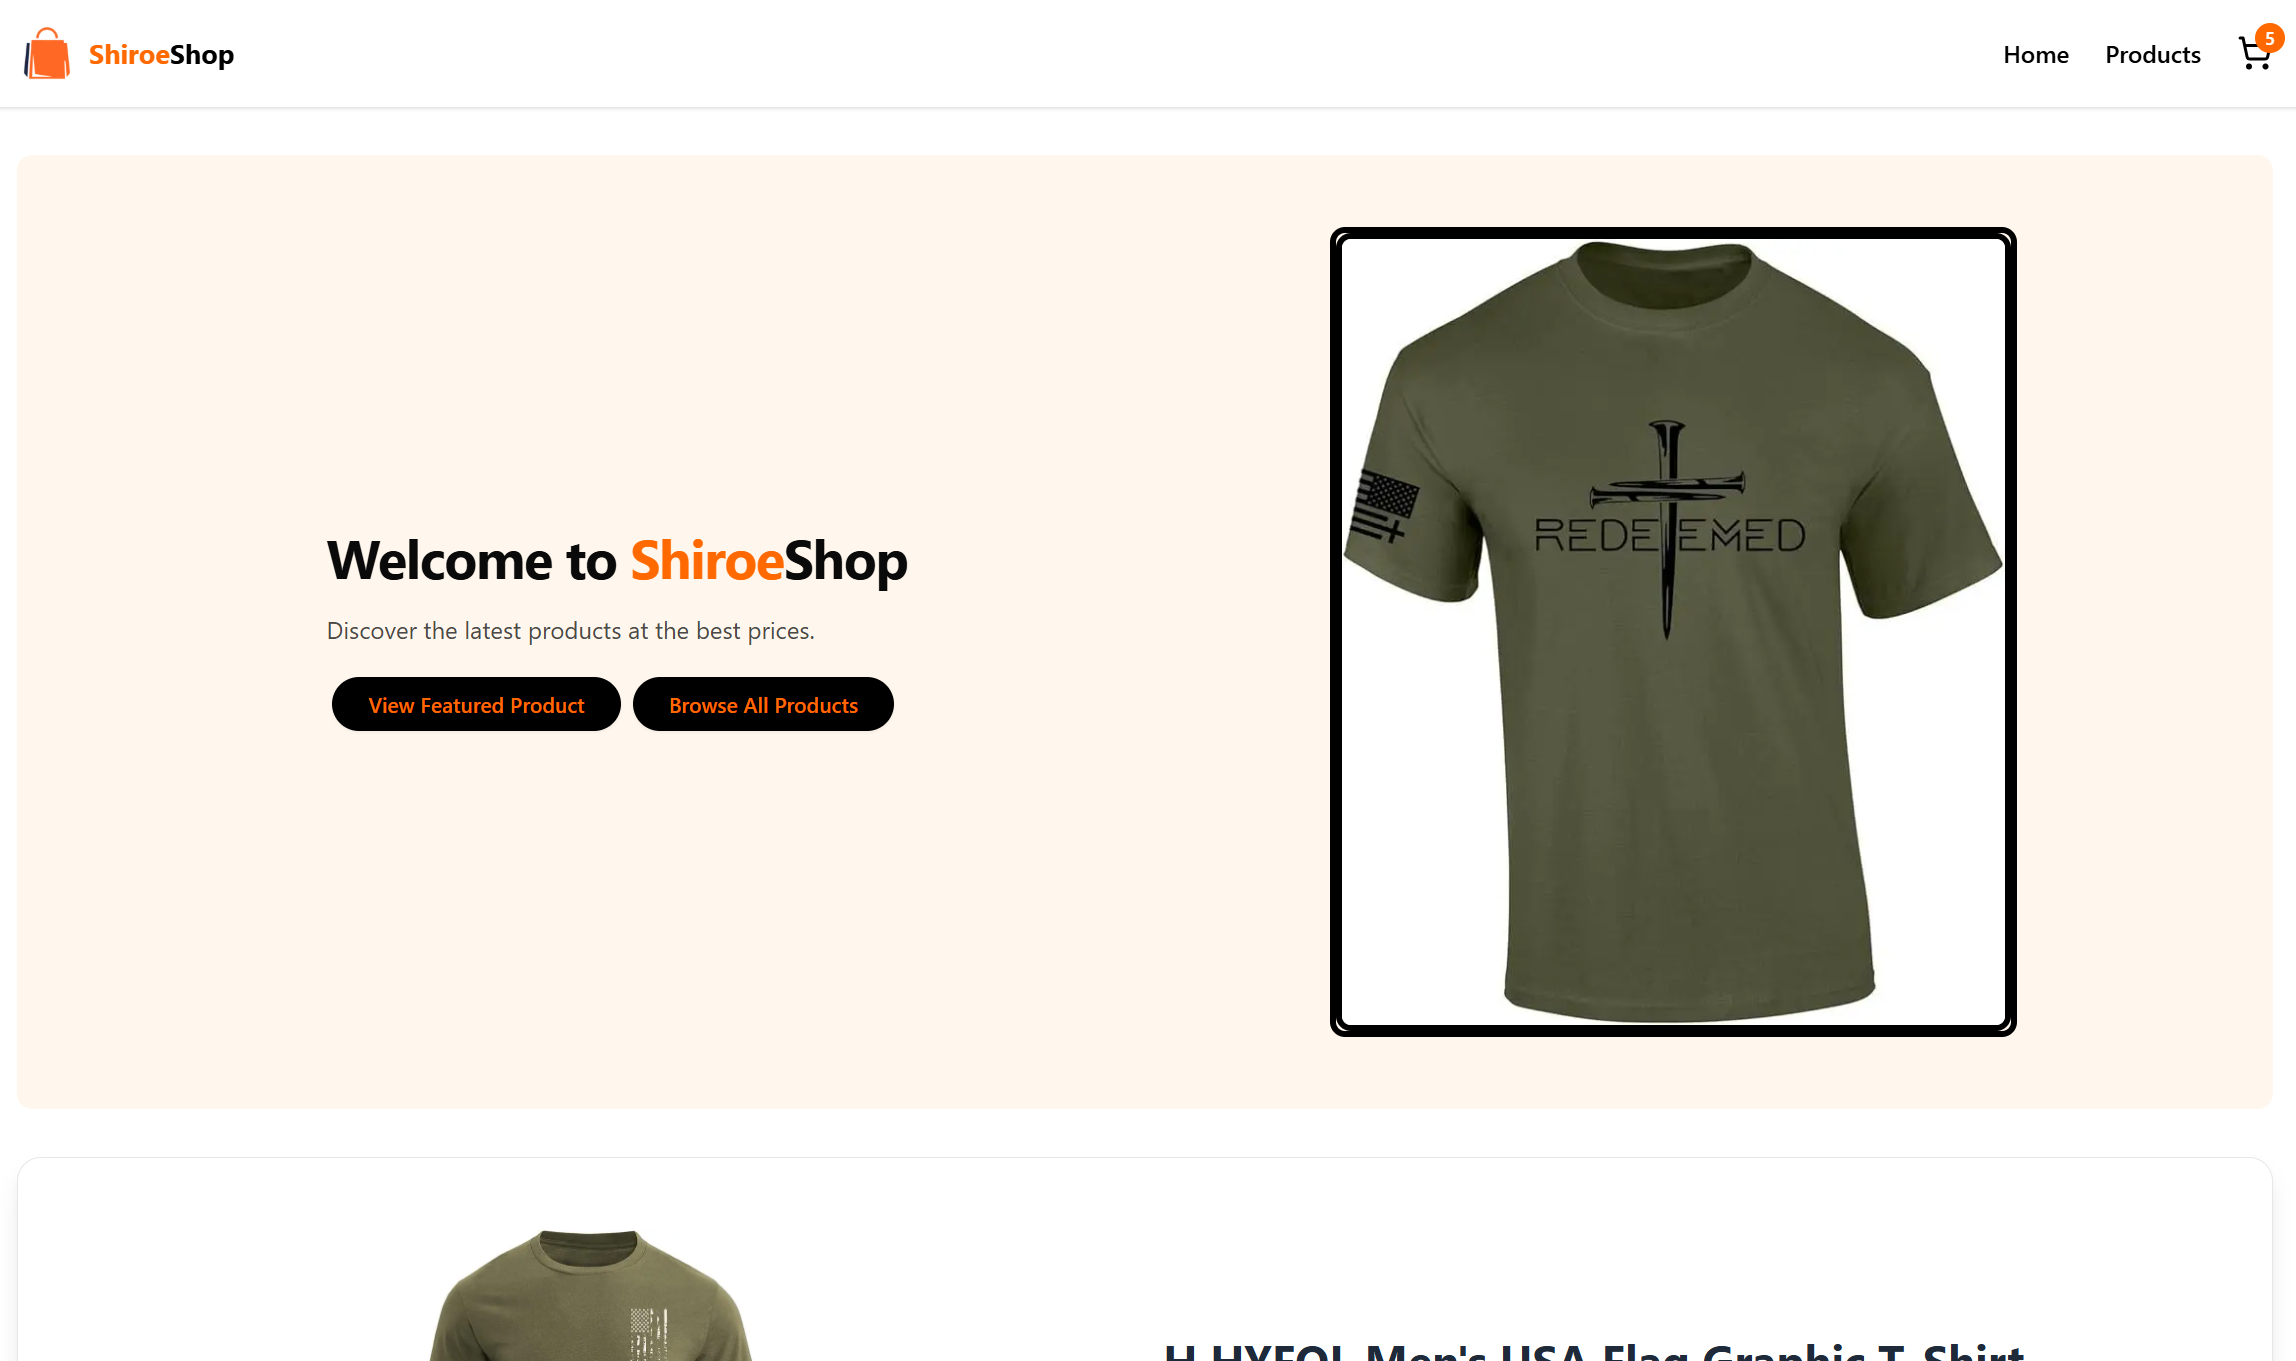 ShiroeShop
Home
Products
5
Welcome to ShiroeShop
Discover the latest products at the best prices.
View Featured Product
Browse All Products
REDEEMED
H HYFOL Men's USA Flag Graphic T-Shirt